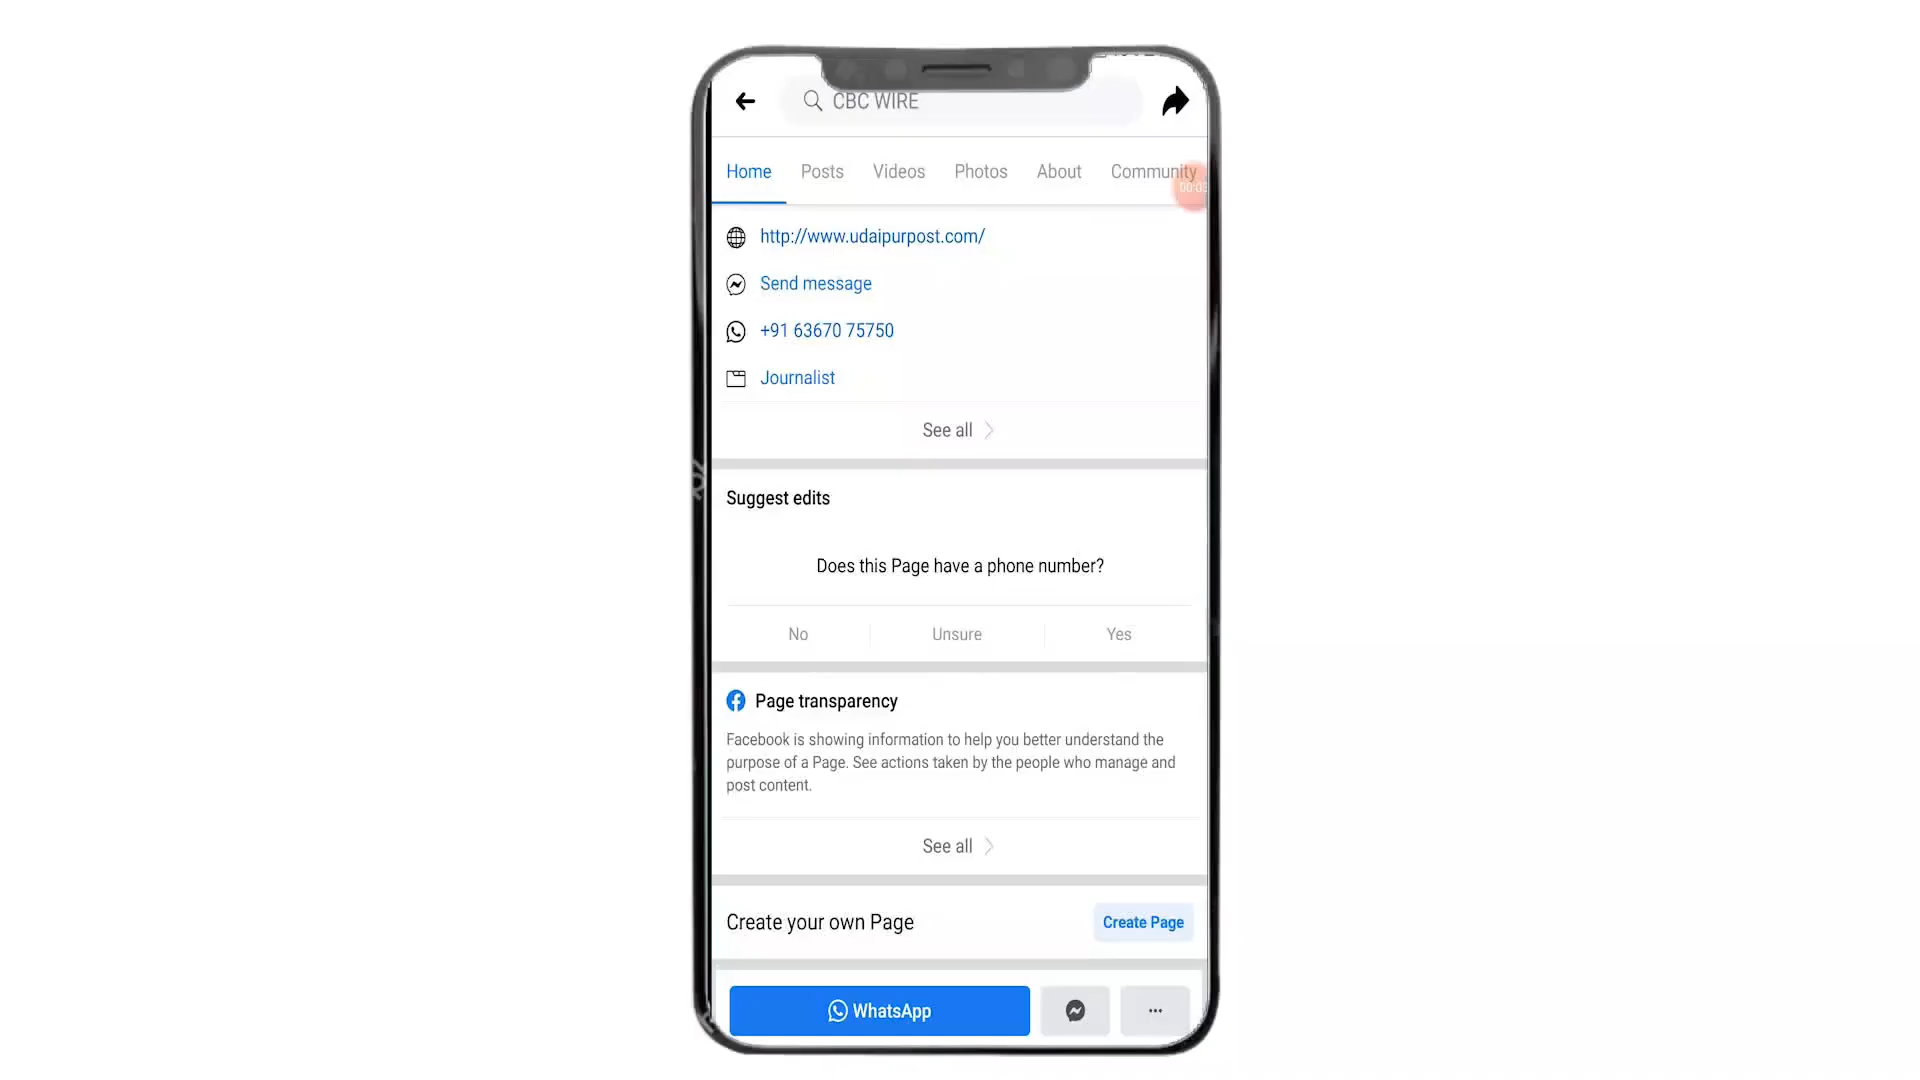 CBC WIRE
Home Posts Videos Photos About Community
00:03
http://www.udaipurpost.com/
Send message
+91 63670 75750
Journalist
See all
Suggest edits
Does this Page have a phone number?
No Unsure Yes
Page transparency
Facebook is showing information to help you better understand the
purpose of a Page. See actions taken by the people who manage and
post content.
See all
Create your own Page Create Page
WhatsApp